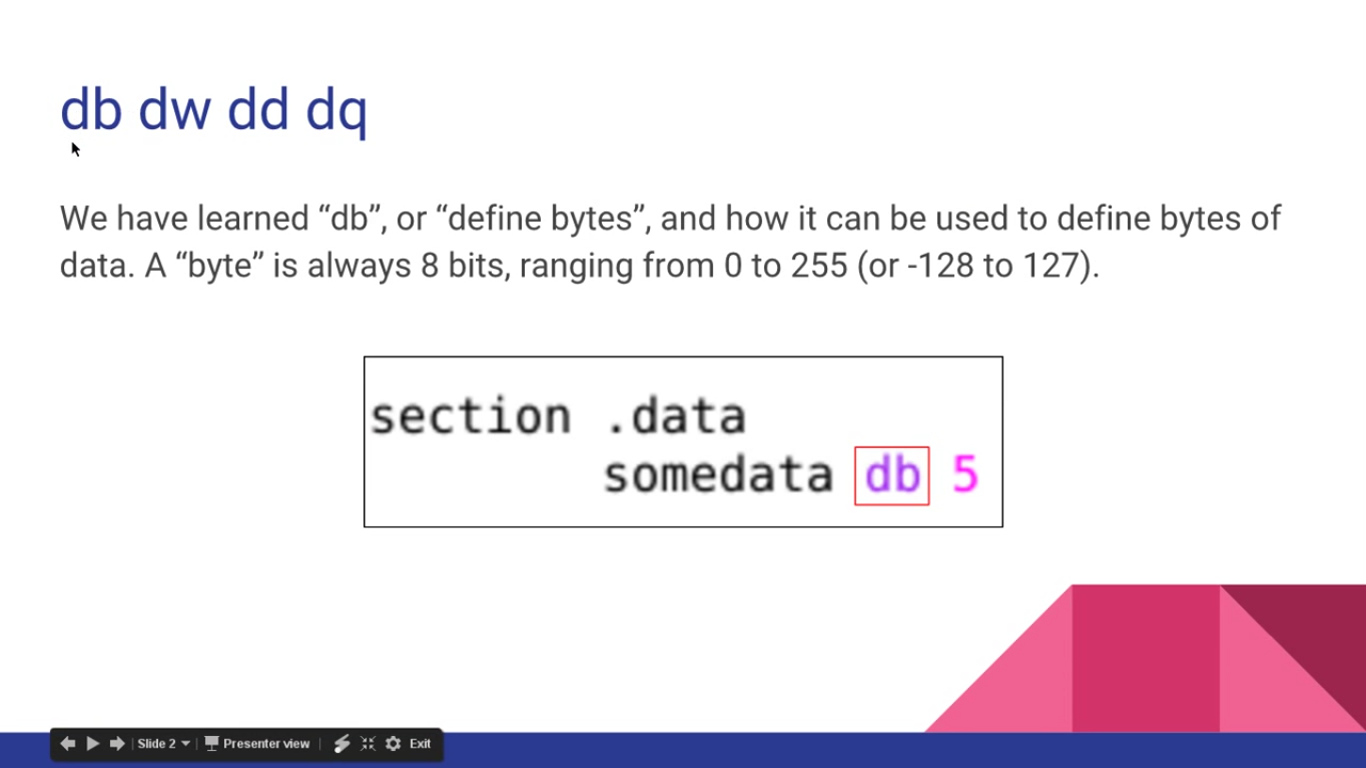 db dw dd dq
We have learned “db”, or “define bytes”, and how it can be used to define bytes of
data. A “byte” is always 8 bits, ranging from 0 to 255 (or -128 to 127).
section .data
somedata db 5
Slide 2 Presenter view Exit